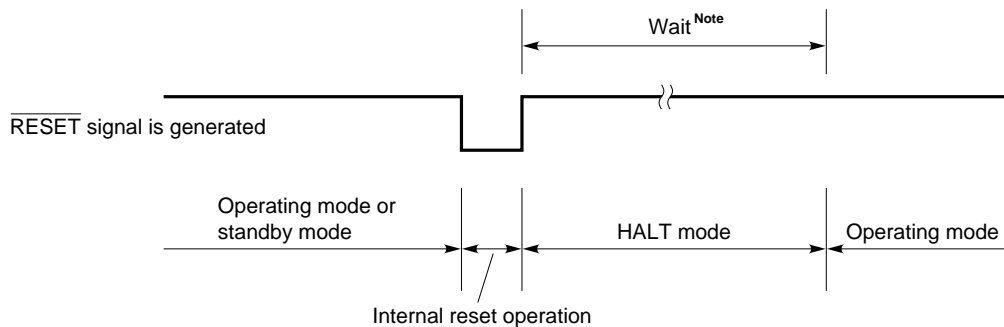 Wait Note
RESET signal is generated
Operating mode or
standby mode
HALT mode
Operating mode
Internal reset operation